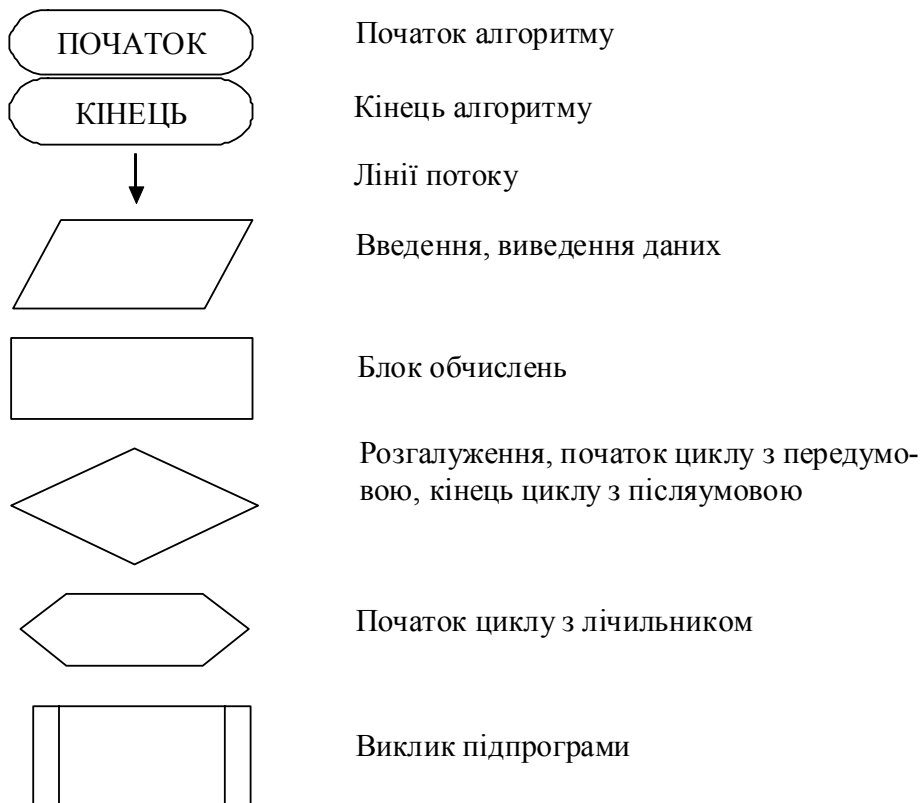 ПОЧАТОК Початок алгоритму
КІНЕЦЬ Кінець алгоритму
Лінії потоку
Введення, виведення даних
Блок обчислень
Розгалуження, початок циклу з передумо-
вою, кінець циклу з післяумовою
Початок циклу з лічильником
Виклик підпрограми